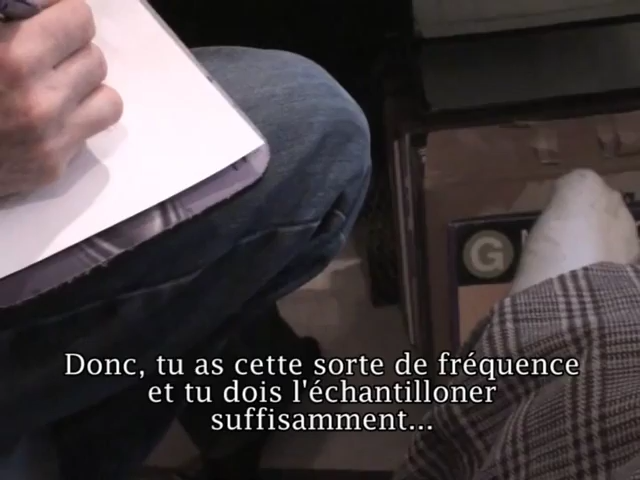 G
Donc, tu as cette sorte de fréquence
et tu dois l'échantilloner
suffisamment...